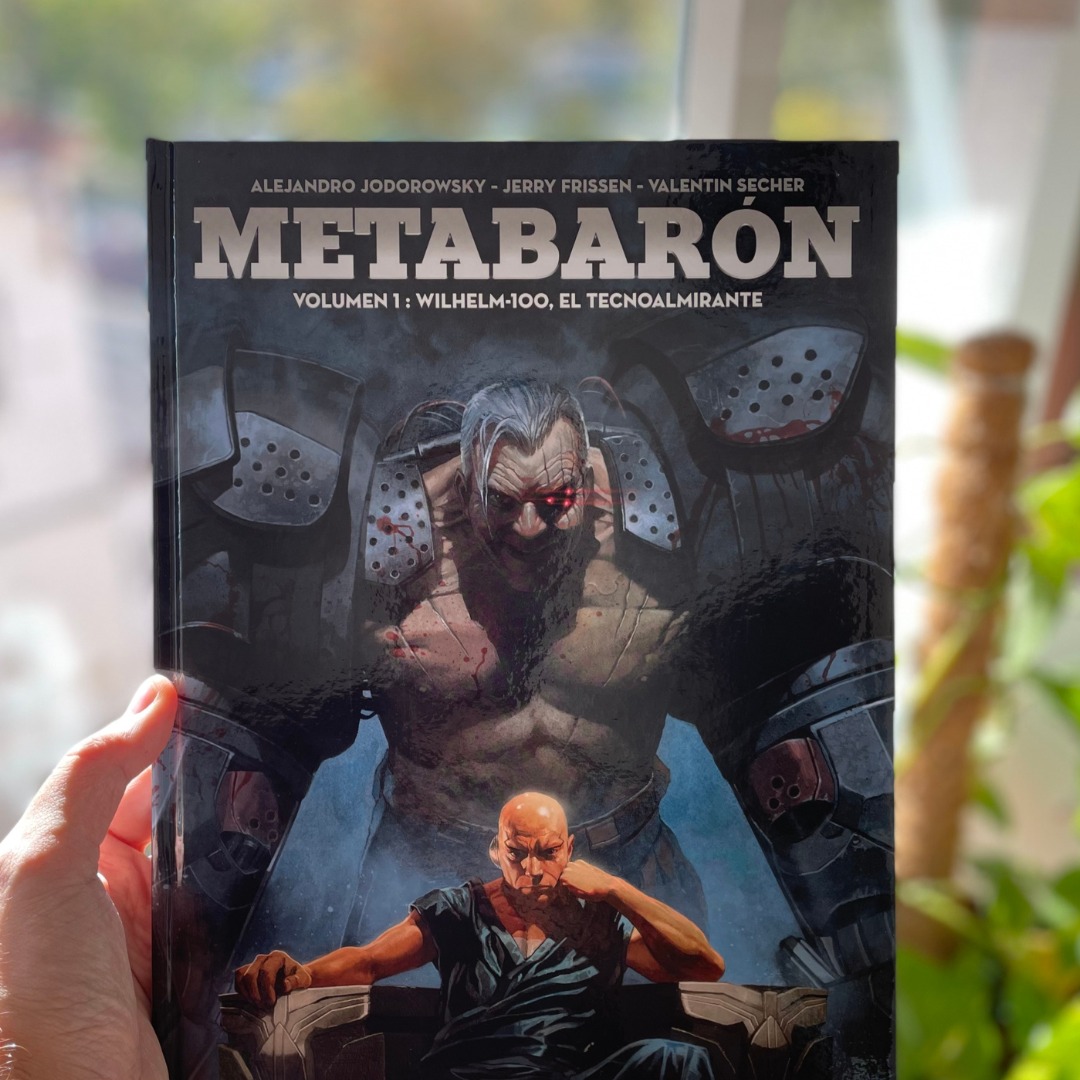 ALEJANDRO JODOROWSKY - JERRY FRISSEN - VALENTIN SECHER
METABARÓN
VOLUMEN 1 : WILHELM-100, EL TECNOALMIRANTE